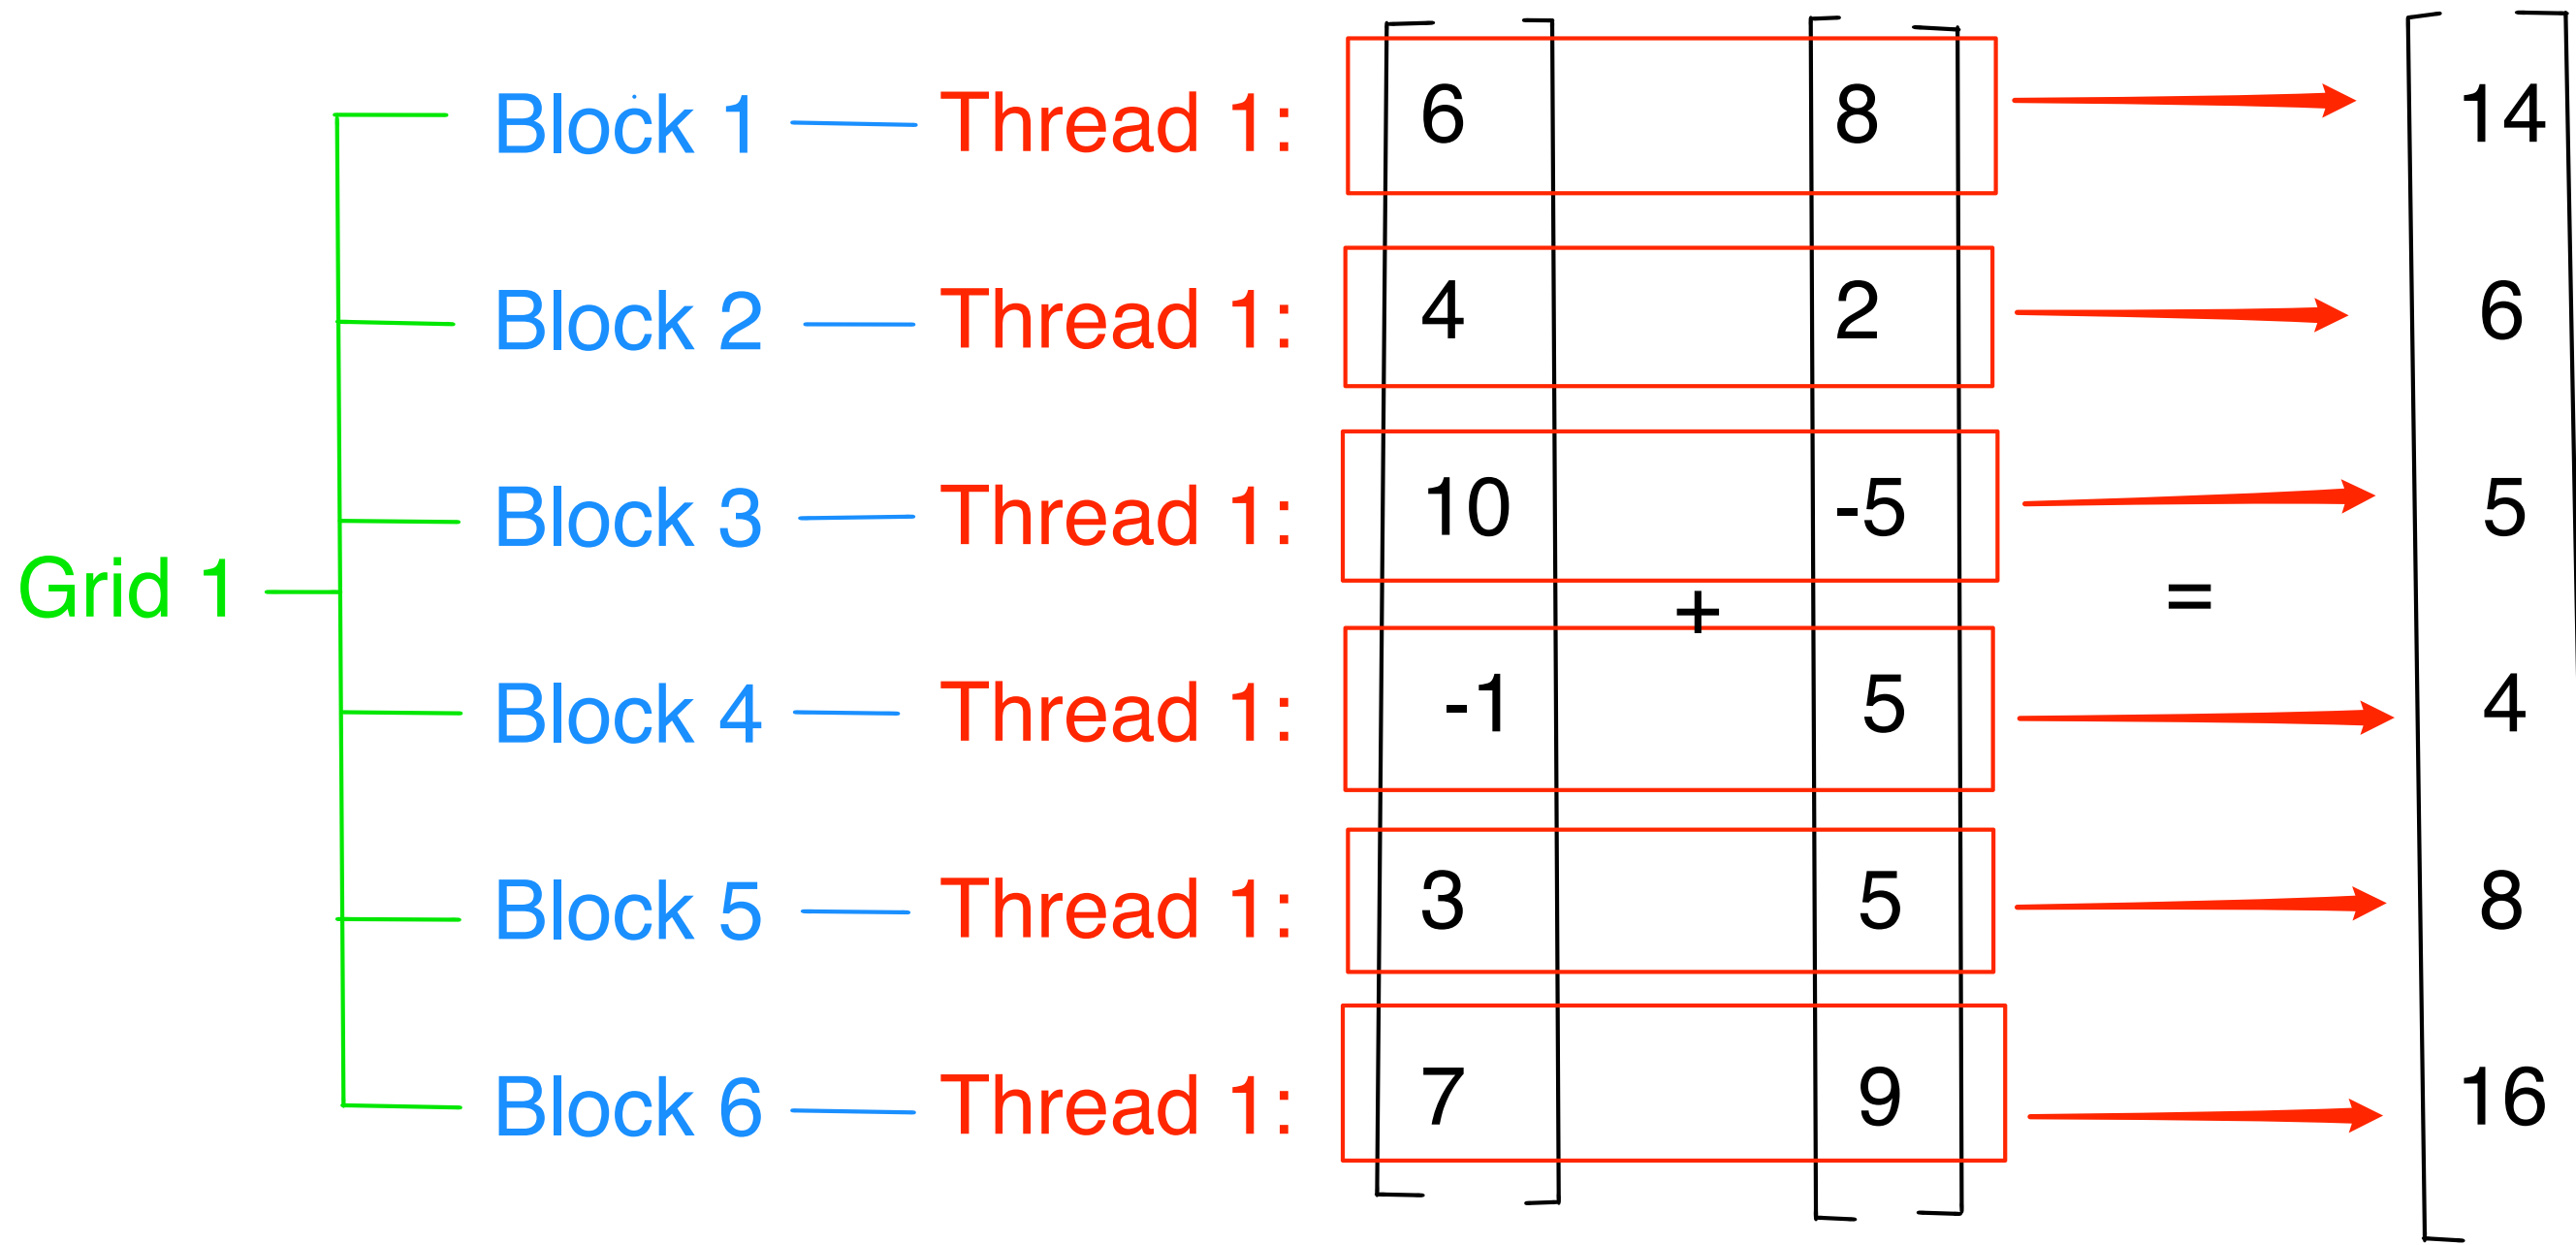 Block 1 Thread 1: 6 8 14
Block 2 Thread 1: 4 2 6
Block 3 Thread 1: 10 -5 5
Grid 1 + =
Block 4 Thread 1: -1 5 4
Block 5 Thread 1: 3 5 8
Block 6 Thread 1: 7 9 16